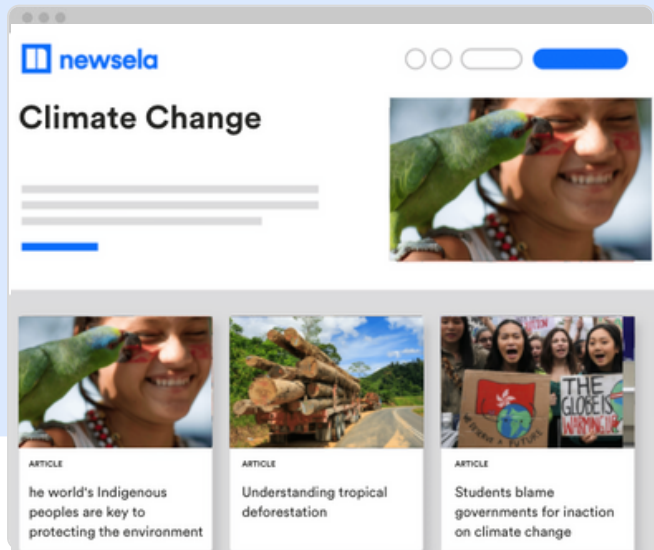 newsela
Climate Change
ARTICLE
he world's Indigenous
peoples are key to
protecting the environment
ARTICLE
Understanding tropical
deforestation
THE
GLOBE IS
WARMING UP
ARTICLE
Students blame
governments for inaction
on climate change